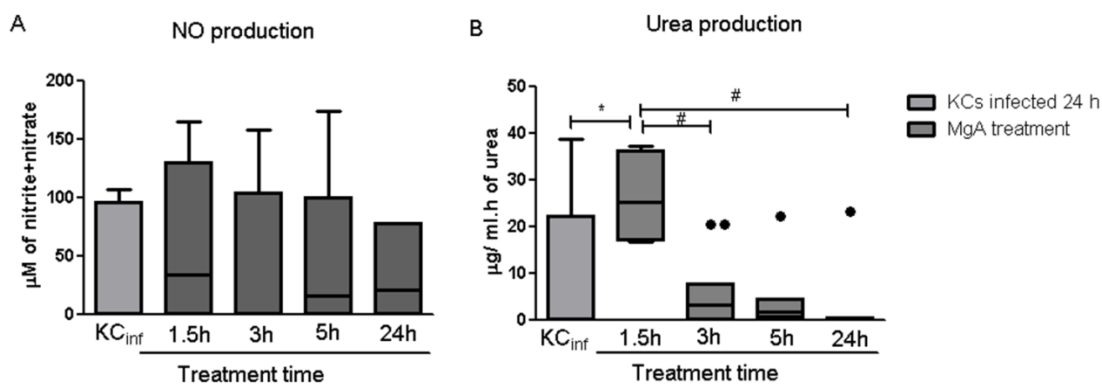 A
NO production
µM of nitrite+nitrate
200
150
100
50
0
KCinf
1.5h
3h
5h
24h
Treatment time
B
Urea production
µg/ ml.h of urea
50
40
30
20
10
0
*
#
#
KCinf
1.5h
3h
5h
24h
Treatment time
KCs infected 24 h
MgA treatment